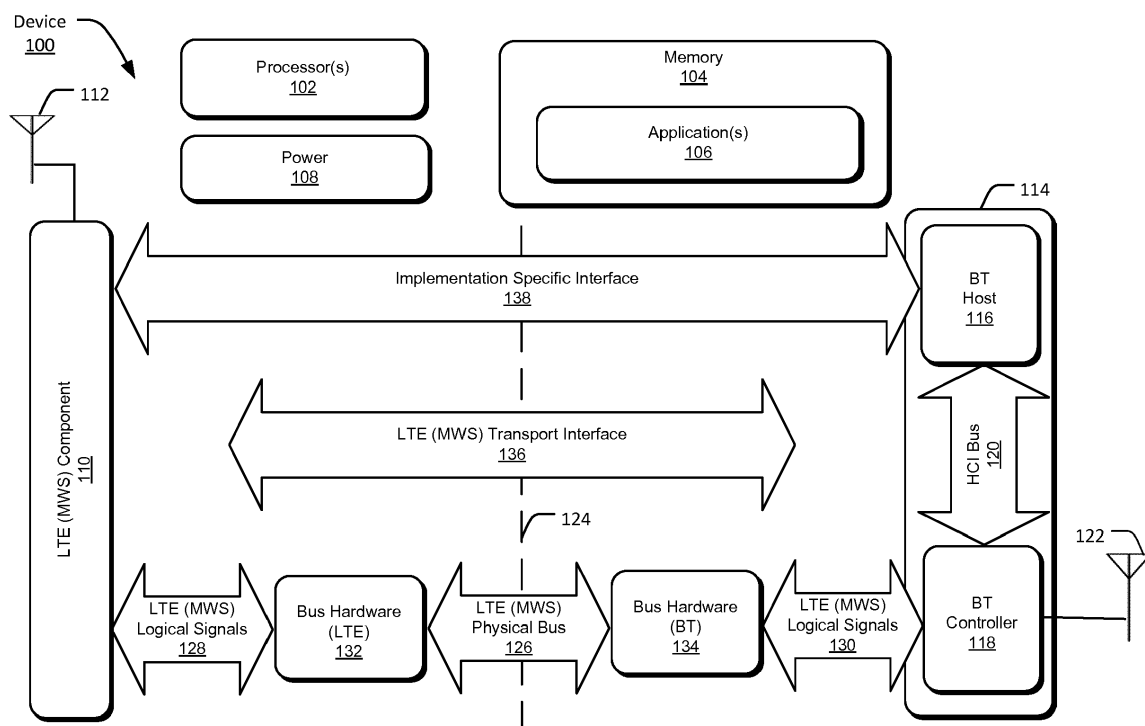 Device
100
112
Processor(s)
102
Power
108
Memory
104
Application(s)
106
114
Implementation Specific Interface
138
BT
Host
116
LTE (MWS) Component
110
LTE (MWS) Transport Interface
136
HCI Bus
120
124
122
LTE (MWS)
Logical Signals
128
Bus Hardware
(LTE)
132
LTE (MWS)
Physical Bus
126
Bus Hardware
(BT)
134
LTE (MWS)
Logical Signals
130
BT
Controller
118